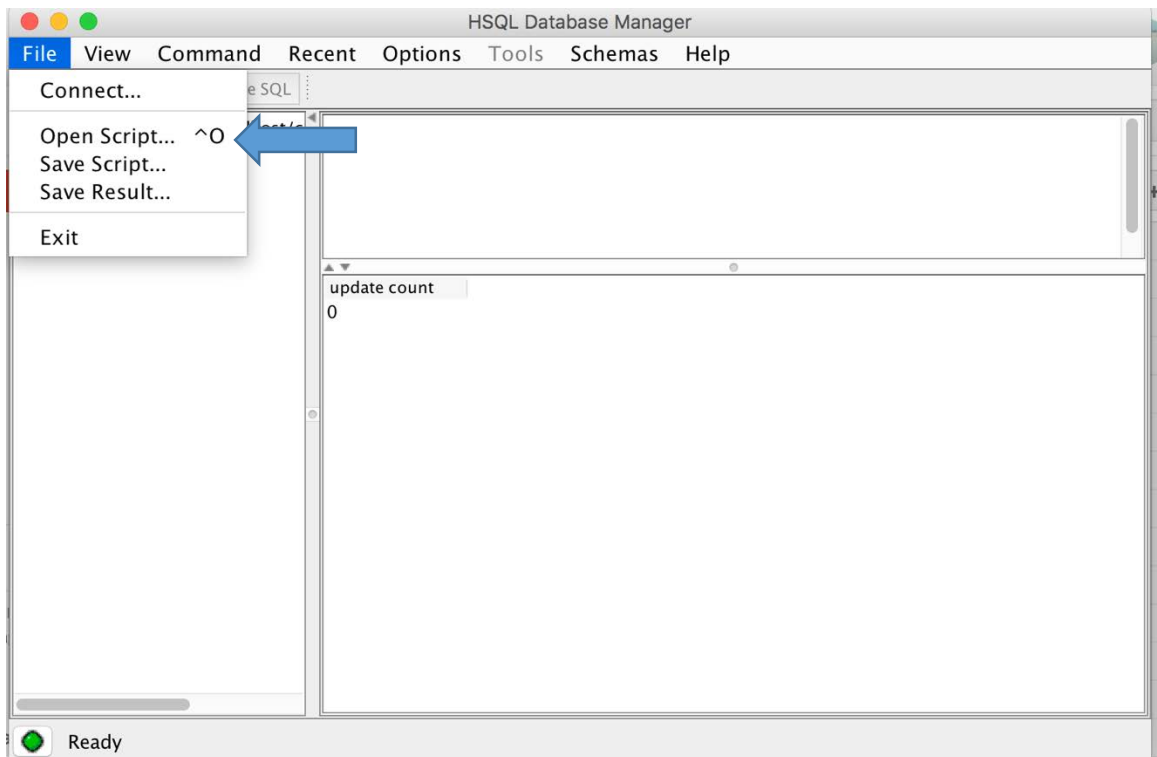 HSQL Database Manager
File View Command Recent Options Tools Schemas Help
Connect...
SQL
Open Script... ^O
Save Script...
Save Result...
Exit
update count
0
Ready